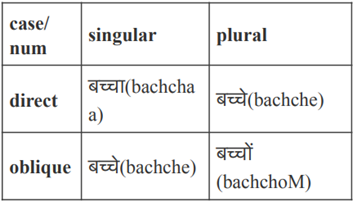 case/
num singular plural
direct बच्चा(bachcha
a) बच्चे(bachche)
oblique बच्चे(bachche) बच्चों
(bachchoM)